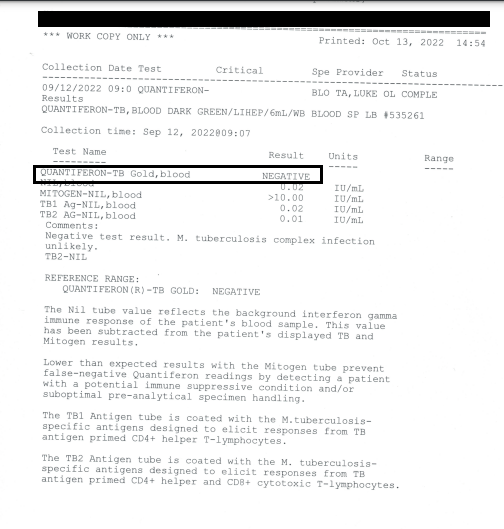 *** WORK COPY ONLY ***
Printed: Oct 13, 2022 14:54
Collection Date Test Critical Spe Provider Status
09/12/2022 09:0 QUANTIFERON- BLO TA,LUKE OL COMPLE
Results
QUANTIFERON-TB,BLOOD DARK GREEN/LIHEP/6mL/WB BLOOD SP LB #535261
Collection time: Sep 12, 2022@09:07
Test Name Result Units Range
QUANTIFERON-TB Gold,blood NEGATIVE
NIL,blood 0.02 IU/mL
MITOGEN-NIL,blood >10.00 IU/mL
TB1 Ag-NIL,blood 0.02 IU/mL
TB2 AG-NIL,blood 0.01 IU/mL
Comments:
Negative test result. M. tuberculosis complex infection
unlikely.
TB2-NIL
REFERENCE RANGE:
QUANTIFERON(R)-TB GOLD: NEGATIVE
The Nil tube value reflects the background interferon gamma
immune response of the patient's blood sample. This value
has been subtracted from the patient's displayed TB and
Mitogen results.
Lower than expected results with the Mitogen tube prevent
false-negative Quantiferon readings by detecting a patient
with a potential immune suppressive condition and/or
suboptimal pre-analytical specimen handling.
The TB1 Antigen tube is coated with the M.tuberculosis-
specific antigens designed to elicit responses from TB
antigen primed CD4+ helper T-lymphocytes.
The TB2 Antigen tube is coated with the M. tuberculosis-
specific antigens designed to elicit responses from TB
antigen primed CD4+ helper and CD8+ cytotoxic T-lymphocytes.